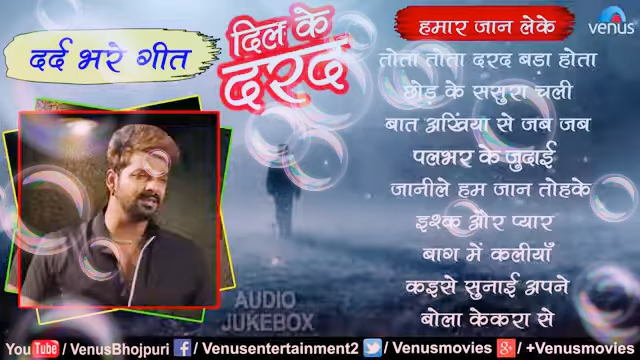 दर्द भरे गीत
दिल के
दरद
venus
हमार जान लेके
तोता तोता दरद बड़ा होता
छोड़ के ससुरा चली
बात अखिंया से जब जब
पलभर के जुदाई
जानीले हम जान तोहके
इश्क और प्यार
बाग में कलीयाँ
कइसे सुनाई अपने
बोला केकरा से
AUDIO
JUKEBOX
You Tube / VenusBhojpuri f / Venusentertainment2 / Venusmovies g+ / +Venusmovies